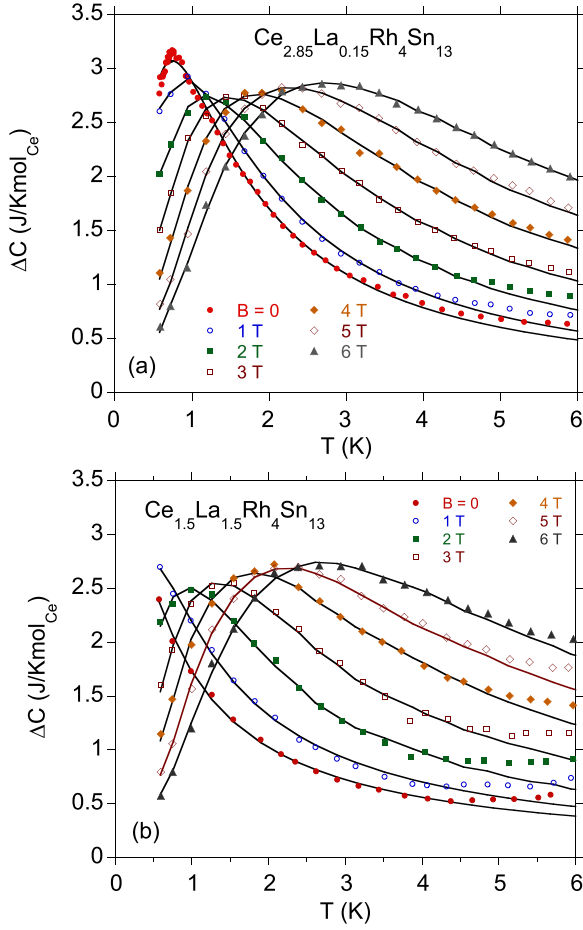 (a)
Ce2.85La0.15Rh4Sn13
3.5
3
2.5
2
1.5
1
0.5
0
ΔC (J/KmolCe)
B = 0
1 T
2 T
3 T
4 T
5 T
6 T
(a)
0 1 2 3 4 5 6
T (K)
3.5
3
2.5
2
1.5
1
0.5
0
ΔC (J/KmolCe)
Ce1.5La1.5Rh4Sn13
B = 0
1 T
2 T
3 T
4 T
5 T
6 T
(b)
0 1 2 3 4 5 6
T (K)